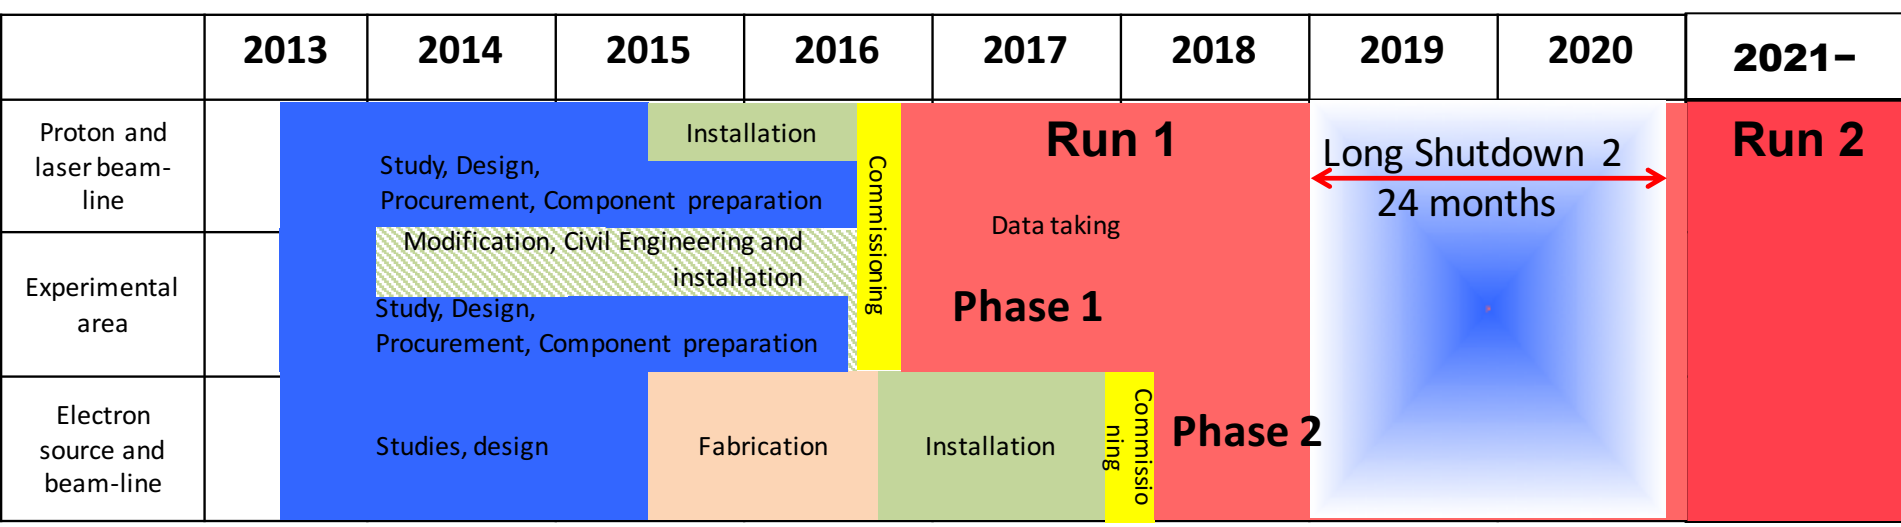 2013 2014 2015 2016 2017 2018 2019 2020 2021–
Proton and
laser beam-
line
Study, Design,
Procurement, Component preparation
Installation
Commissioning
Run 1
Data taking
Long Shutdown 2
24 months
Run 2
Experimental
area
Modification, Civil Engineering and
installation
Study, Design,
Procurement, Component preparation
Phase 1
Electron
source and
beam-line
Studies, design
Fabrication
Installation
Commissio
ning
Phase 2